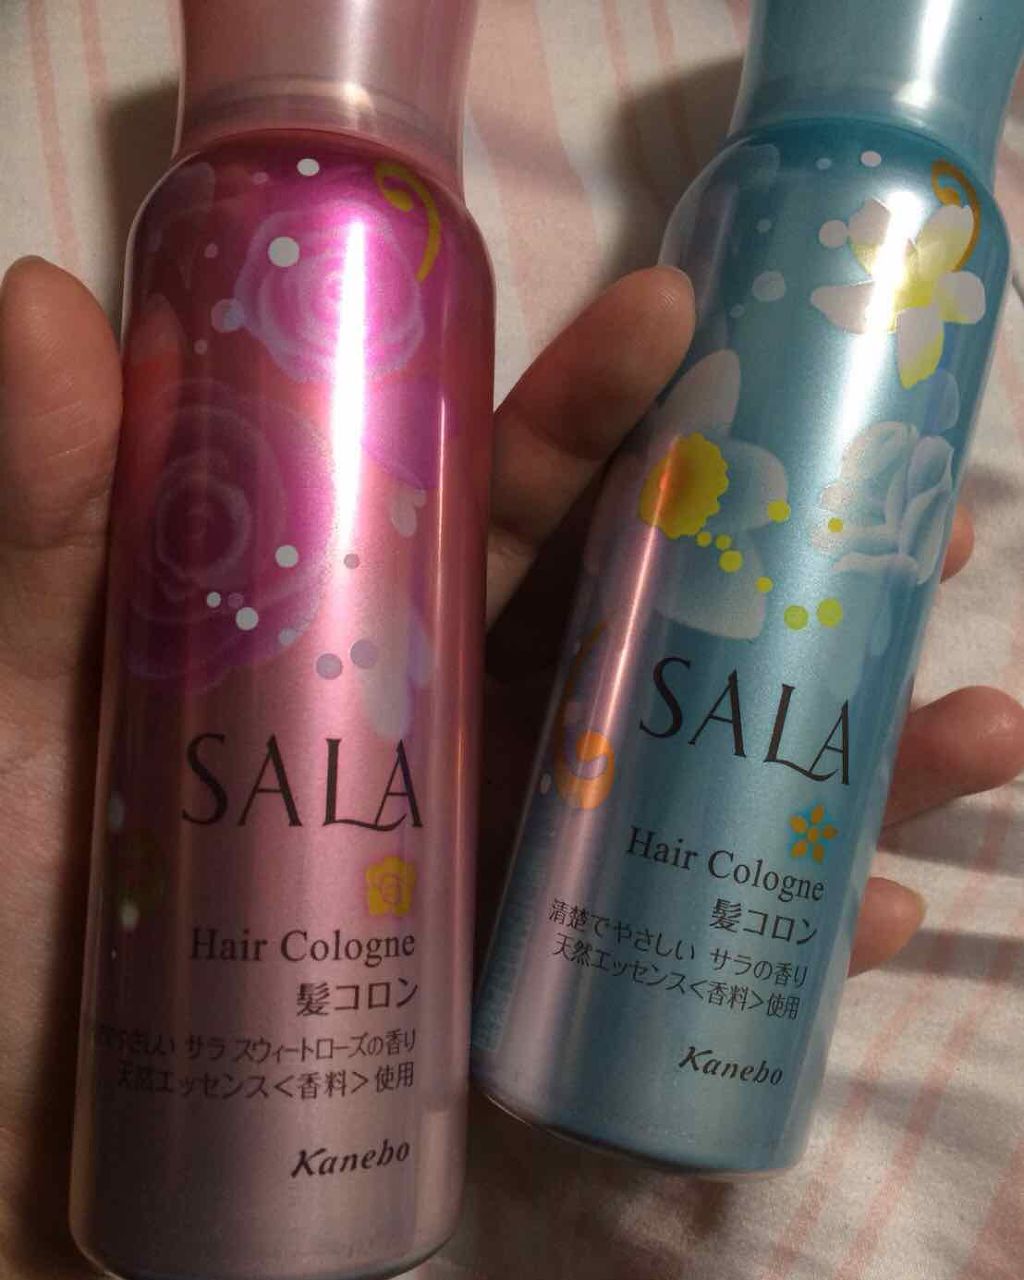 SALA
Hair Cologne
髪コロン
やさしい サラ スウィートローズの香り
天然エッセンス<香料>使用
Kanebo
SALA
Hair Cologne
髪コロン
清楚でやさしい サラの香り
天然エッセンス<香料>使用
Kanebo